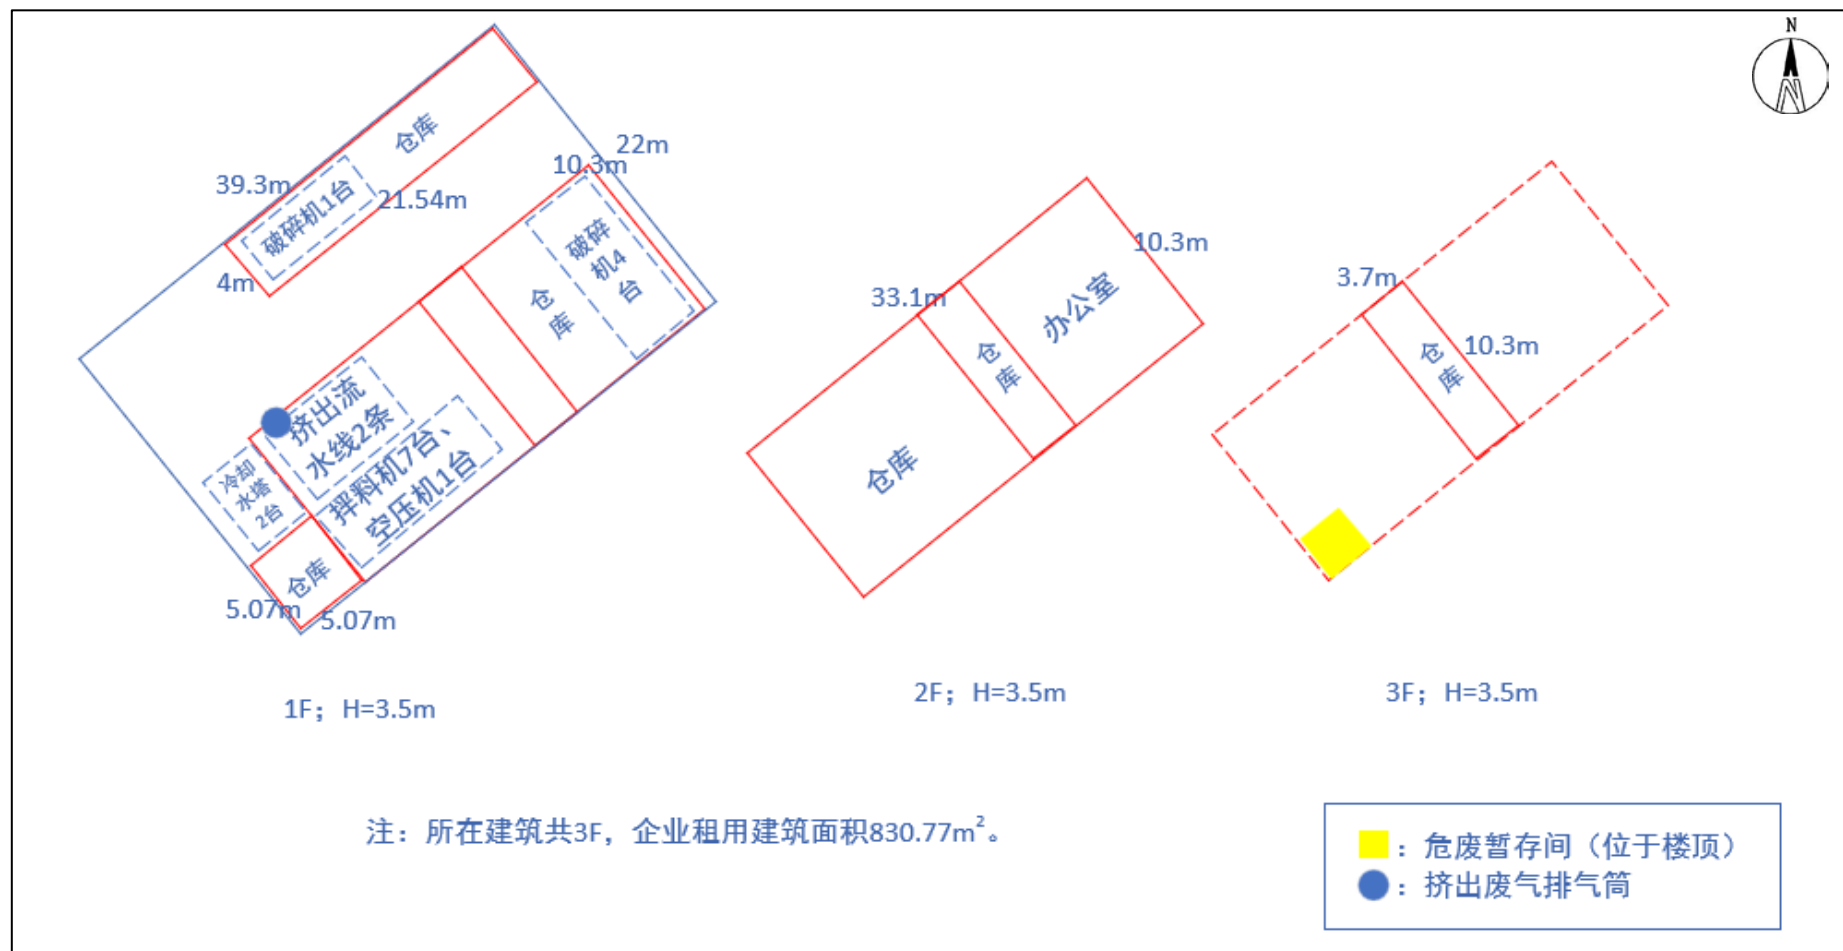 N
39.3m
仓库
22m
10.3m
破碎机1台
21.54m
4m
破碎
机4
台
仓
库
挤出流
水线2条
拌料机7台、
空压机1台
冷却
水塔
2台
仓库
5.07m
5.07m
1F；H=3.5m
10.3m
33.1m
办公室
仓
库
仓库
2F；H=3.5m
3.7m
10.3m
仓
库
3F；H=3.5m
注：所在建筑共3F，企业租用建筑面积830.77m²。
：危废暂存间（位于楼顶）
：挤出废气排气筒